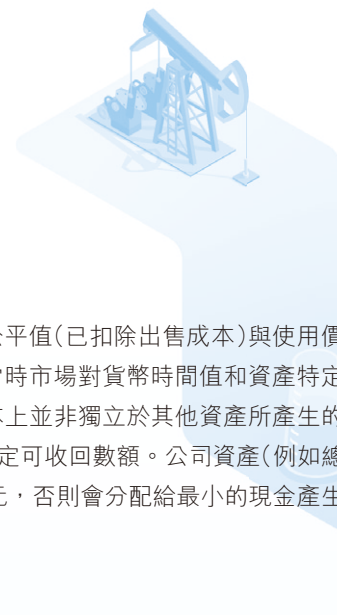 公平值(已扣除出售成本)與使用價
時市場對貨幣時間值和資產特定
上並非獨立於其他資產所產生的
定可收回數額。公司資產(例如總
元，否則會分配給最小的現金產生